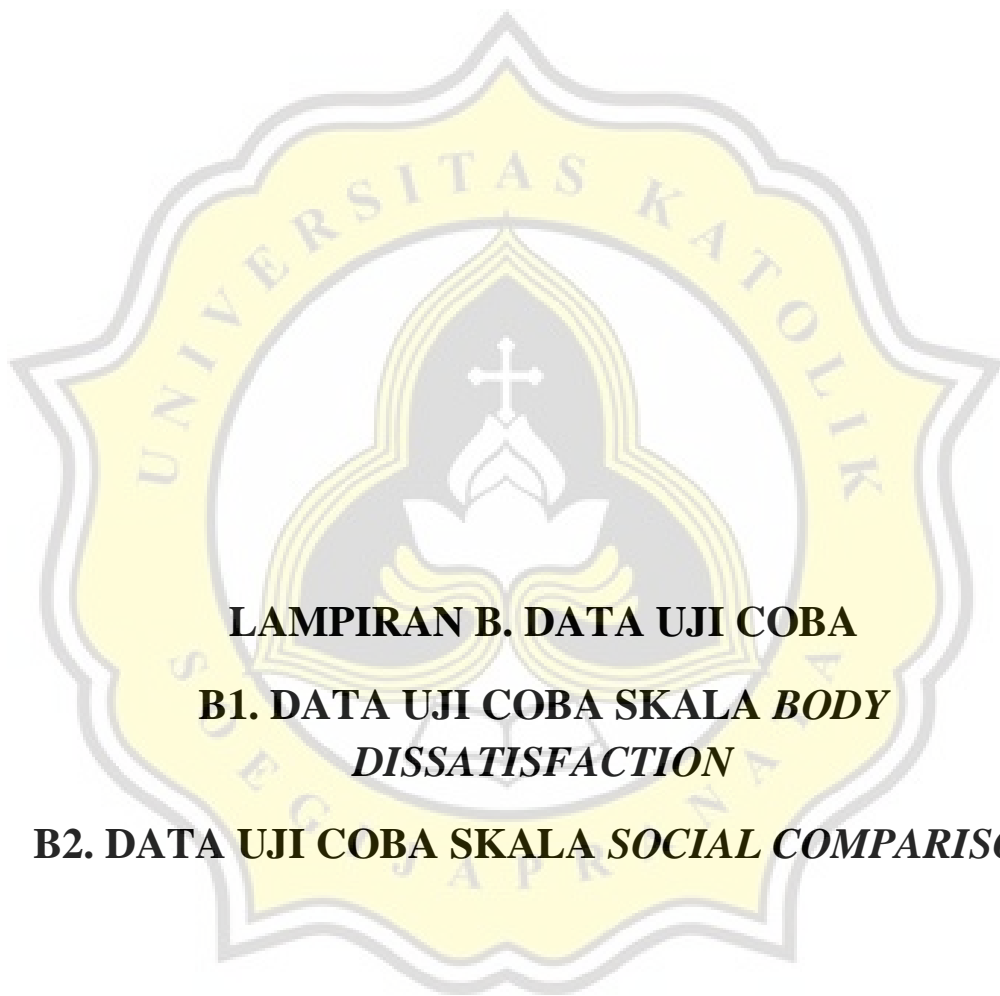 UNIVERSITAS KATOLIK
SOEGIJAPRANATA
LAMPIRAN B. DATA UJI COBA
B1. DATA UJI COBA SKALA BODY
DISSATISFACTION
B2. DATA UJI COBA SKALA SOCIAL COMPARISO